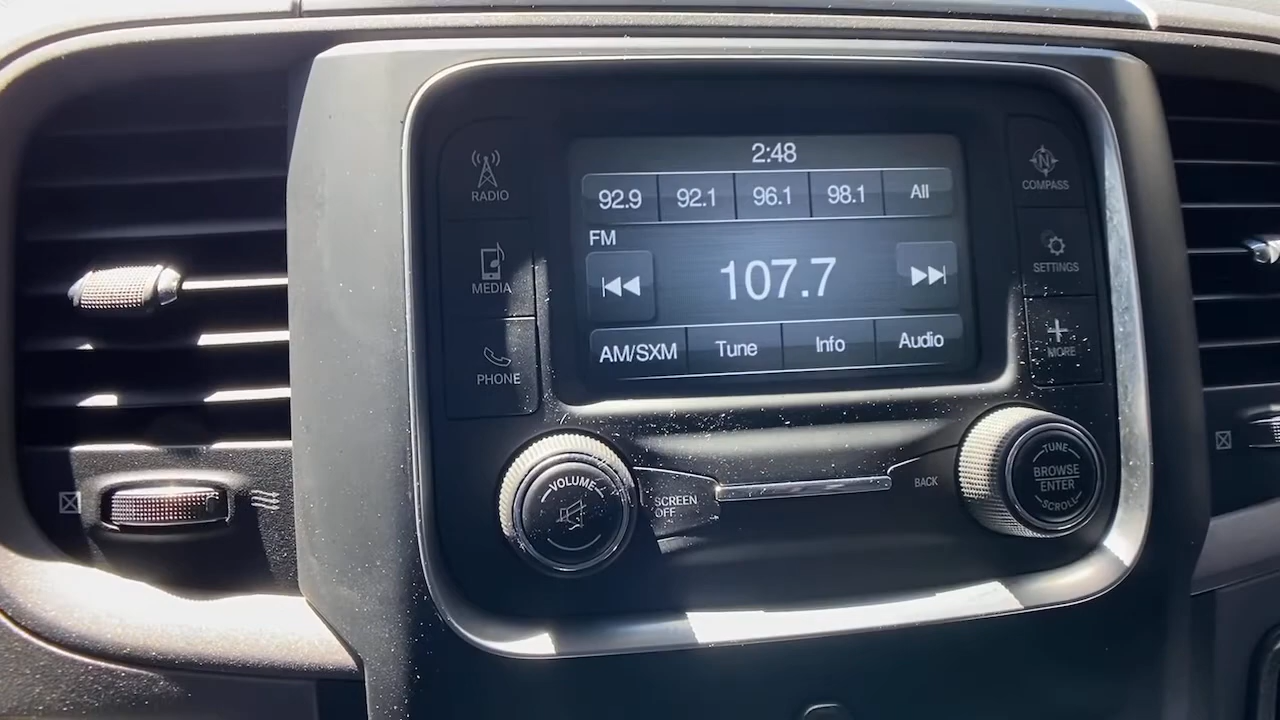 2:48
92.9 92.1 96.1 98.1 All
FM
107.7
AM/SXM Tune Info Audio
RADIO
MEDIA
PHONE
COMPASS
SETTINGS
MORE
VOLUME
SCREEN
OFF
BACK
TUNE
BROWSE
ENTER
SCROLL